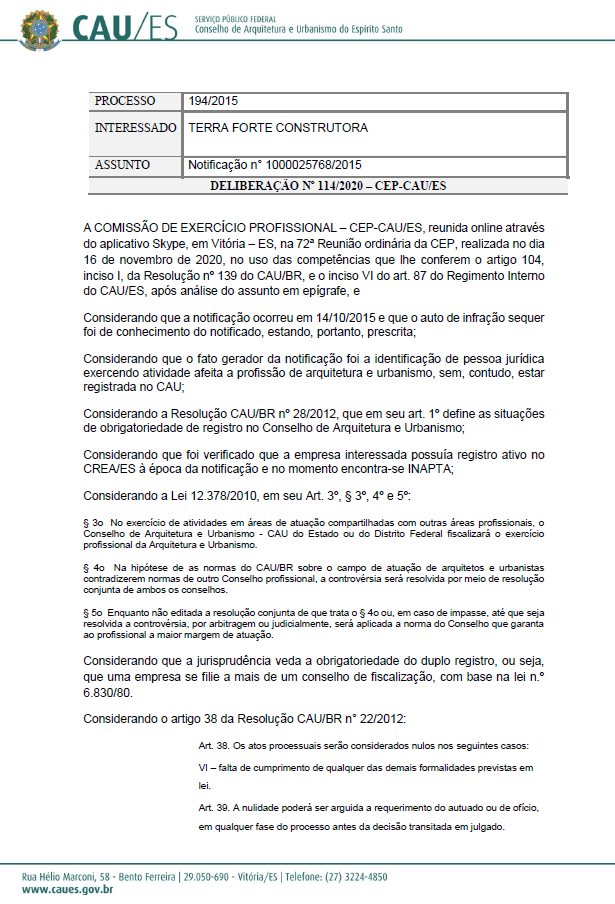 CAU/ES
SERVIÇO PÚBLICO FEDERAL
Conselho de Arquitetura e Urbanismo do Espírito Santo
PROCESSO 194/2015
INTERESSADO TERRA FORTE CONSTRUTORA
ASSUNTO Notificação n° 1000025768/2015
DELIBERAÇÃO Nº 114/2020 – CEP-CAU/ES
A COMISSÃO DE EXERCÍCIO PROFISSIONAL – CEP-CAU/ES, reunida online através
do aplicativo Skype, em Vitória – ES, na 72ª Reunião ordinária da CEP, realizada no dia
16 de novembro de 2020, no uso das competências que lhe conferem o artigo 104,
inciso I, da Resolução nº 139 do CAU/BR, e o inciso VI do art. 87 do Regimento Interno
do CAU/ES, após análise do assunto em epígrafe, e
Considerando que a notificação ocorreu em 14/10/2015 e que o auto de infração sequer
foi de conhecimento do notificado, estando, portanto, prescrita;
Considerando que o fato gerador da notificação foi a identificação de pessoa jurídica
exercendo atividade afeita a profissão de arquitetura e urbanismo, sem, contudo, estar
registrada no CAU;
Considerando a Resolução CAU/BR nº 28/2012, que em seu art. 1º define as situações
de obrigatoriedade de registro no Conselho de Arquitetura e Urbanismo;
Considerando que foi verificado que a empresa interessada possuía registro ativo no
CREA/ES à época da notificação e no momento encontra-se INAPTA;
Considerando a Lei 12.378/2010, em seu Art. 3º, § 3º, 4º e 5º:
§ 3o No exercício de atividades em áreas de atuação compartilhadas com outras áreas profissionais, o
Conselho de Arquitetura e Urbanismo - CAU do Estado ou do Distrito Federal fiscalizará o exercício
profissional da Arquitetura e Urbanismo.
§ 4o Na hipótese de as normas do CAU/BR sobre o campo de atuação de arquitetos e urbanistas
contradizerem normas de outro Conselho profissional, a controvérsia será resolvida por meio de resolução
conjunta de ambos os conselhos.
§ 5o Enquanto não editada a resolução conjunta de que trata o § 4o ou, em caso de impasse, até que seja
resolvida a controvérsia, por arbitragem ou judicialmente, será aplicada a norma do Conselho que garanta
ao profissional a maior margem de atuação.
Considerando que a jurisprudência veda a obrigatoriedade do duplo registro, ou seja,
que uma empresa se filie a mais de um conselho de fiscalização, com base na lei n.º
6.830/80.
Considerando o artigo 38 da Resolução CAU/BR n° 22/2012:
Art. 38. Os atos processuais serão considerados nulos nos seguintes casos:
VI – falta de cumprimento de qualquer das demais formalidades previstas em
lei.
Art. 39. A nulidade poderá ser arguida a requerimento do autuado ou de ofício,
em qualquer fase do processo antes da decisão transitada em julgado.
Rua Hélio Marconi, 58 - Bento Ferreira | 29.050-690 - Vitória/ES | Telefone: (27) 3224-4850
www.caues.gov.br